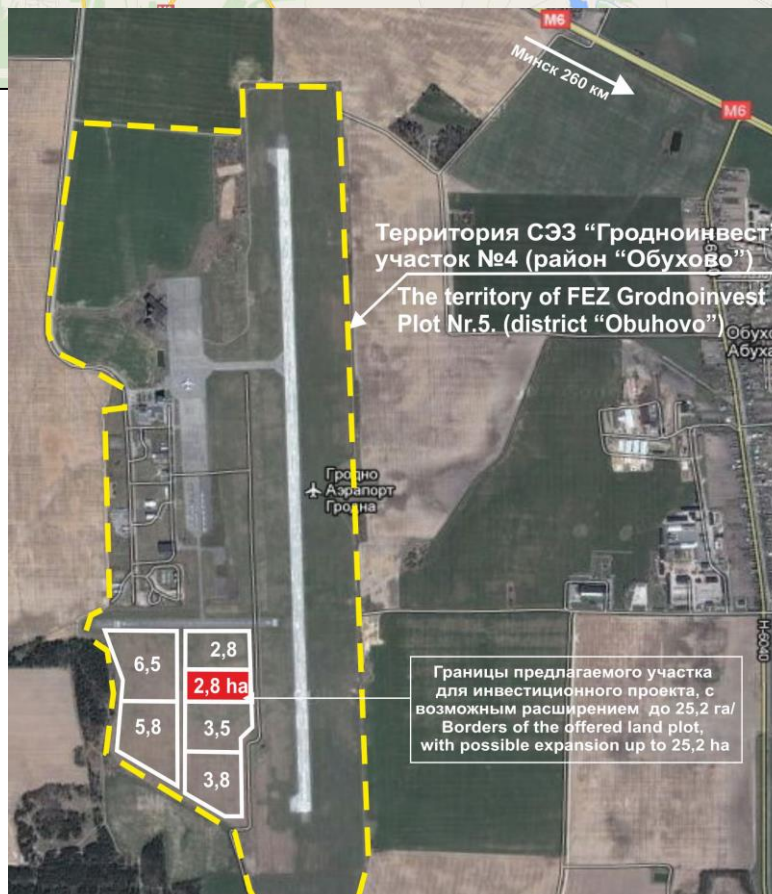 M6
Минск 260 км
M6
Территория СЭЗ “Гродноинвест”
участок №4 (район “Обухово”)
The territory of FEZ Grodnoinvest
Plot Nr.5. (district “Obuhovo”)
Гродно
Аэрапорт
Гродна
6,5
2,8
2,8 ha
5,8
3,5
3,8
Границы предлагаемого участка
для инвестиционного проекта, с
возможным расширением до 25,2 га/
Borders of the offered land plot,
with possible expansion up to 25,2 ha
Н-6040